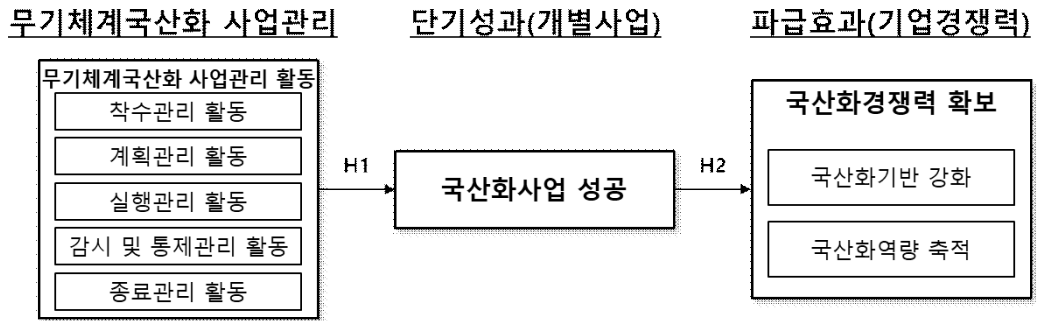 무기체계국산화 사업관리
단기성과(개별사업)
파급효과(기업경쟁력)
무기체계국산화 사업관리 활동
착수관리 활동
계획관리 활동
실행관리 활동
감시 및 통제관리 활동
종료관리 활동
H1
국산화사업 성공
H2
국산화경쟁력 확보
국산화기반 강화
국산화역량 축적